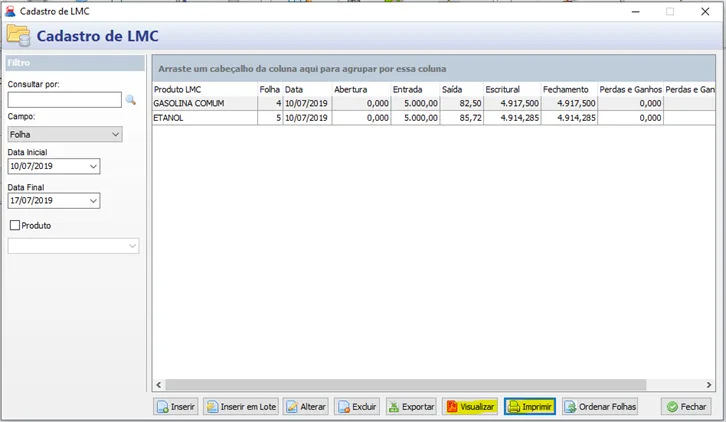 Cadastro de LMC
Cadastro de LMC
Filtro
Consultar por:
Campo:
Folha
Data Inicial
10/07/2019
Data Final
17/07/2019
Produto
Arraste um cabeçalho da coluna aqui para agrupar por essa coluna
Produto LMC Folha Data Abertura Entrada Saída Escritural Fechamento Perdas e Ganhos Perdas e Gan
GASOLINA COMUM 4 10/07/2019 0,000 5.000,00 82,50 4.917,500 4.917,500 0,000
ETANOL 5 10/07/2019 0,000 5.000,00 85,72 4.914,285 4.914,285 0,000
Inserir Inserir em Lote Alterar Excluir Exportar Visualizar Imprimir Ordenar Folhas Fechar